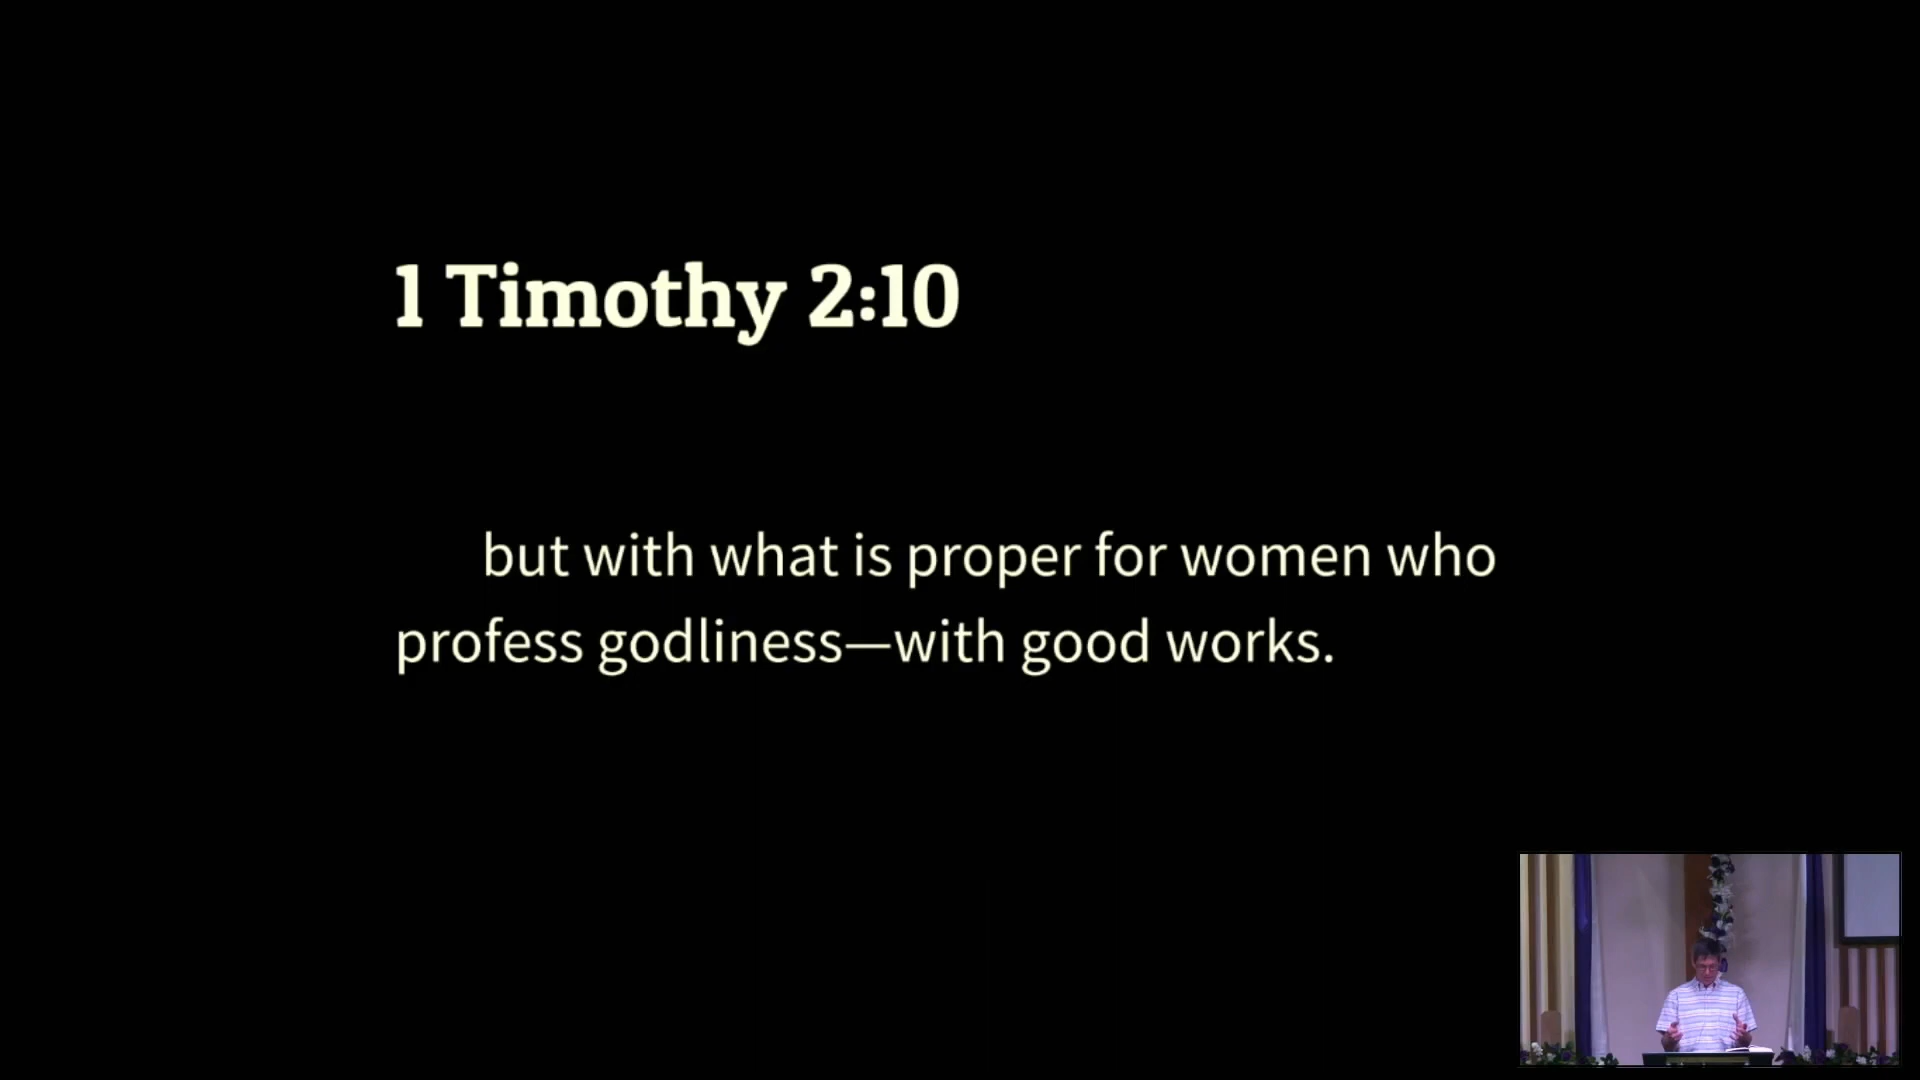 1 Timothy 2:10
but with what is proper for women who
profess godliness—with good works.